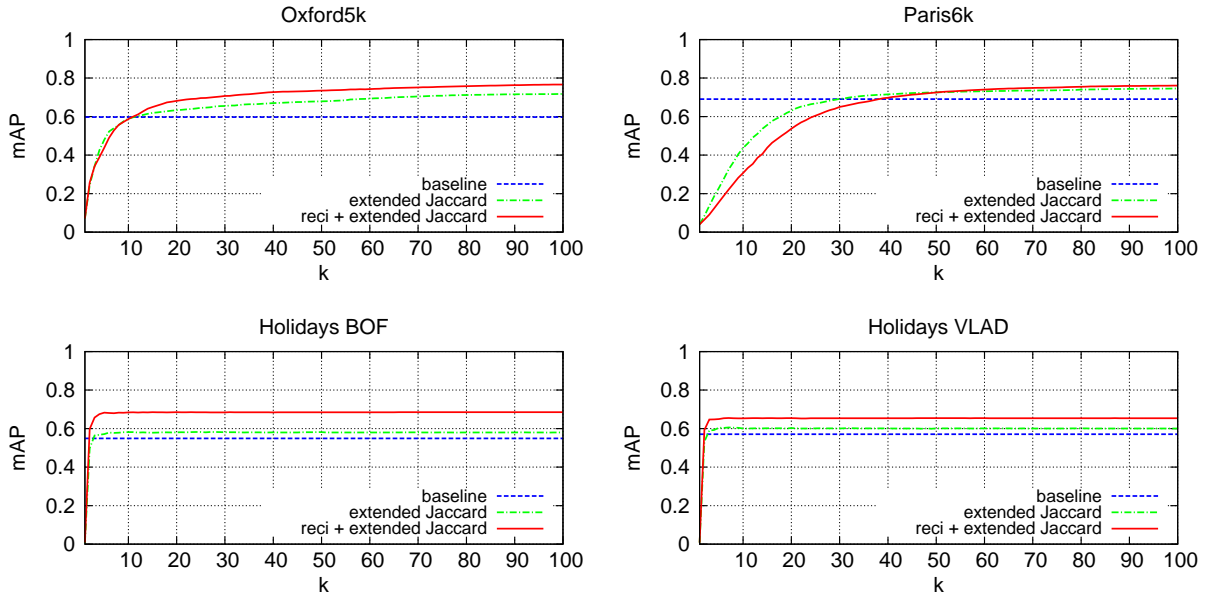 Oxford5k
1
0.8
0.6
0.4
0.2
0
mAP
baseline
extended Jaccard
reci + extended Jaccard
10 20 30 40 50 60 70 80 90 100
k
Paris6k
1
0.8
0.6
0.4
0.2
0
mAP
baseline
extended Jaccard
reci + extended Jaccard
10 20 30 40 50 60 70 80 90 100
k
Holidays BOF
1
0.8
0.6
0.4
0.2
0
mAP
baseline
extended Jaccard
reci + extended Jaccard
10 20 30 40 50 60 70 80 90 100
k
Holidays VLAD
1
0.8
0.6
0.4
0.2
0
mAP
baseline
extended Jaccard
reci + extended Jaccard
10 20 30 40 50 60 70 80 90 100
k